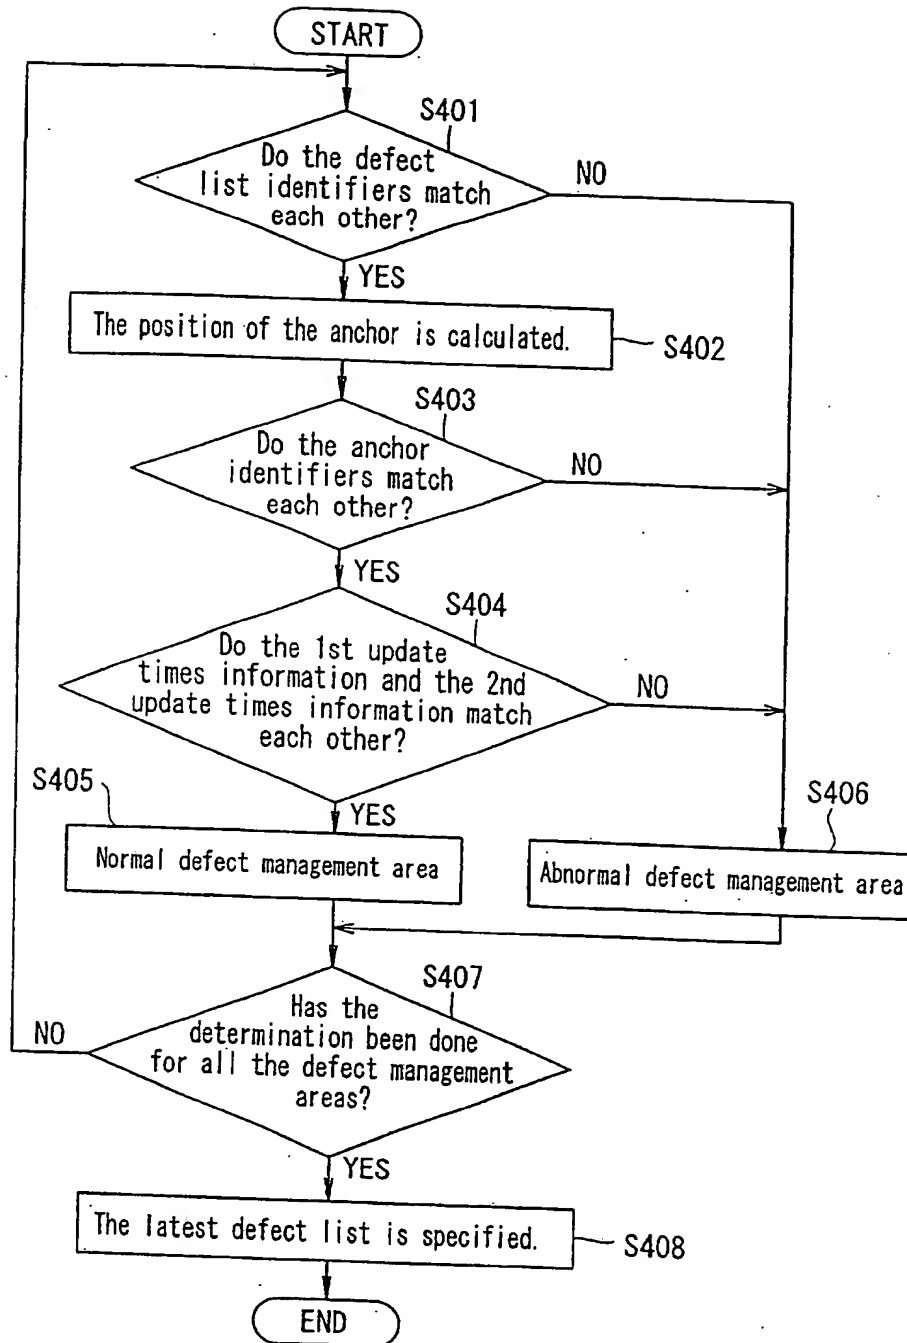 START
S401
Do the defect
list identifiers match
each other?
NO
YES
The position of the anchor is calculated.
S402
S403
Do the anchor
identifiers match
each other?
NO
YES
S404
Do the 1st update
times information and the 2nd
update times information match
each other?
NO
S405
YES
S406
Normal defect management area
Abnormal defect management area
S407
Has the
determination been done
for all the defect management
areas?
NO
YES
The latest defect list is specified.
S408
END